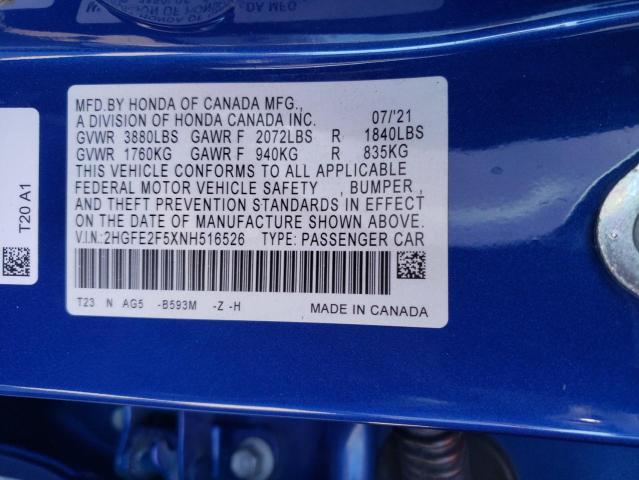 MFD.BY HONDA OF CANADA MFG.,
A DIVISION OF HONDA CANADA INC. 07/'21
GVWR 3880LBS GAWR F 2072LBS R 1840LBS
GVWR 1760KG GAWR F 940KG R 835KG
THIS VEHICLE CONFORMS TO ALL APPLICABLE
FEDERAL MOTOR VEHICLE SAFETY , BUMPER ,
AND THEFT PREVENTION STANDARDS IN EFFECT
ON THE DATE OF MANUFACTURE SHOWN ABOVE.
V.I.N.:2HGFE2F5XNH516526 TYPE: PASSENGER CAR
T23 N AG5 -B593M -Z -H
MADE IN CANADA
T20 A1